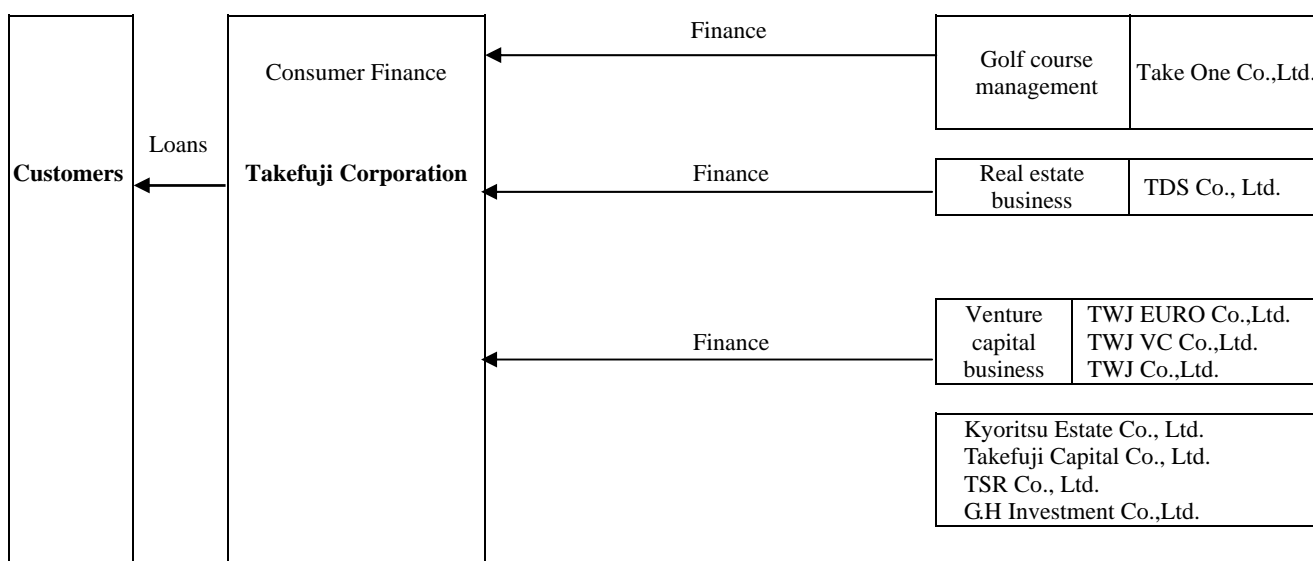 Finance
Consumer Finance
Golf course
management
Take One Co.,Ltd.
Loans
Customers
Takefuji Corporation
Finance
Real estate
business
TDS Co., Ltd.
Finance
Venture
capital
business
TWJ EURO Co.,Ltd.
TWJ VC Co.,Ltd.
TWJ Co.,Ltd.
Kyoritsu Estate Co., Ltd.
Takefuji Capital Co., Ltd.
TSR Co., Ltd.
G.H Investment Co.,Ltd.